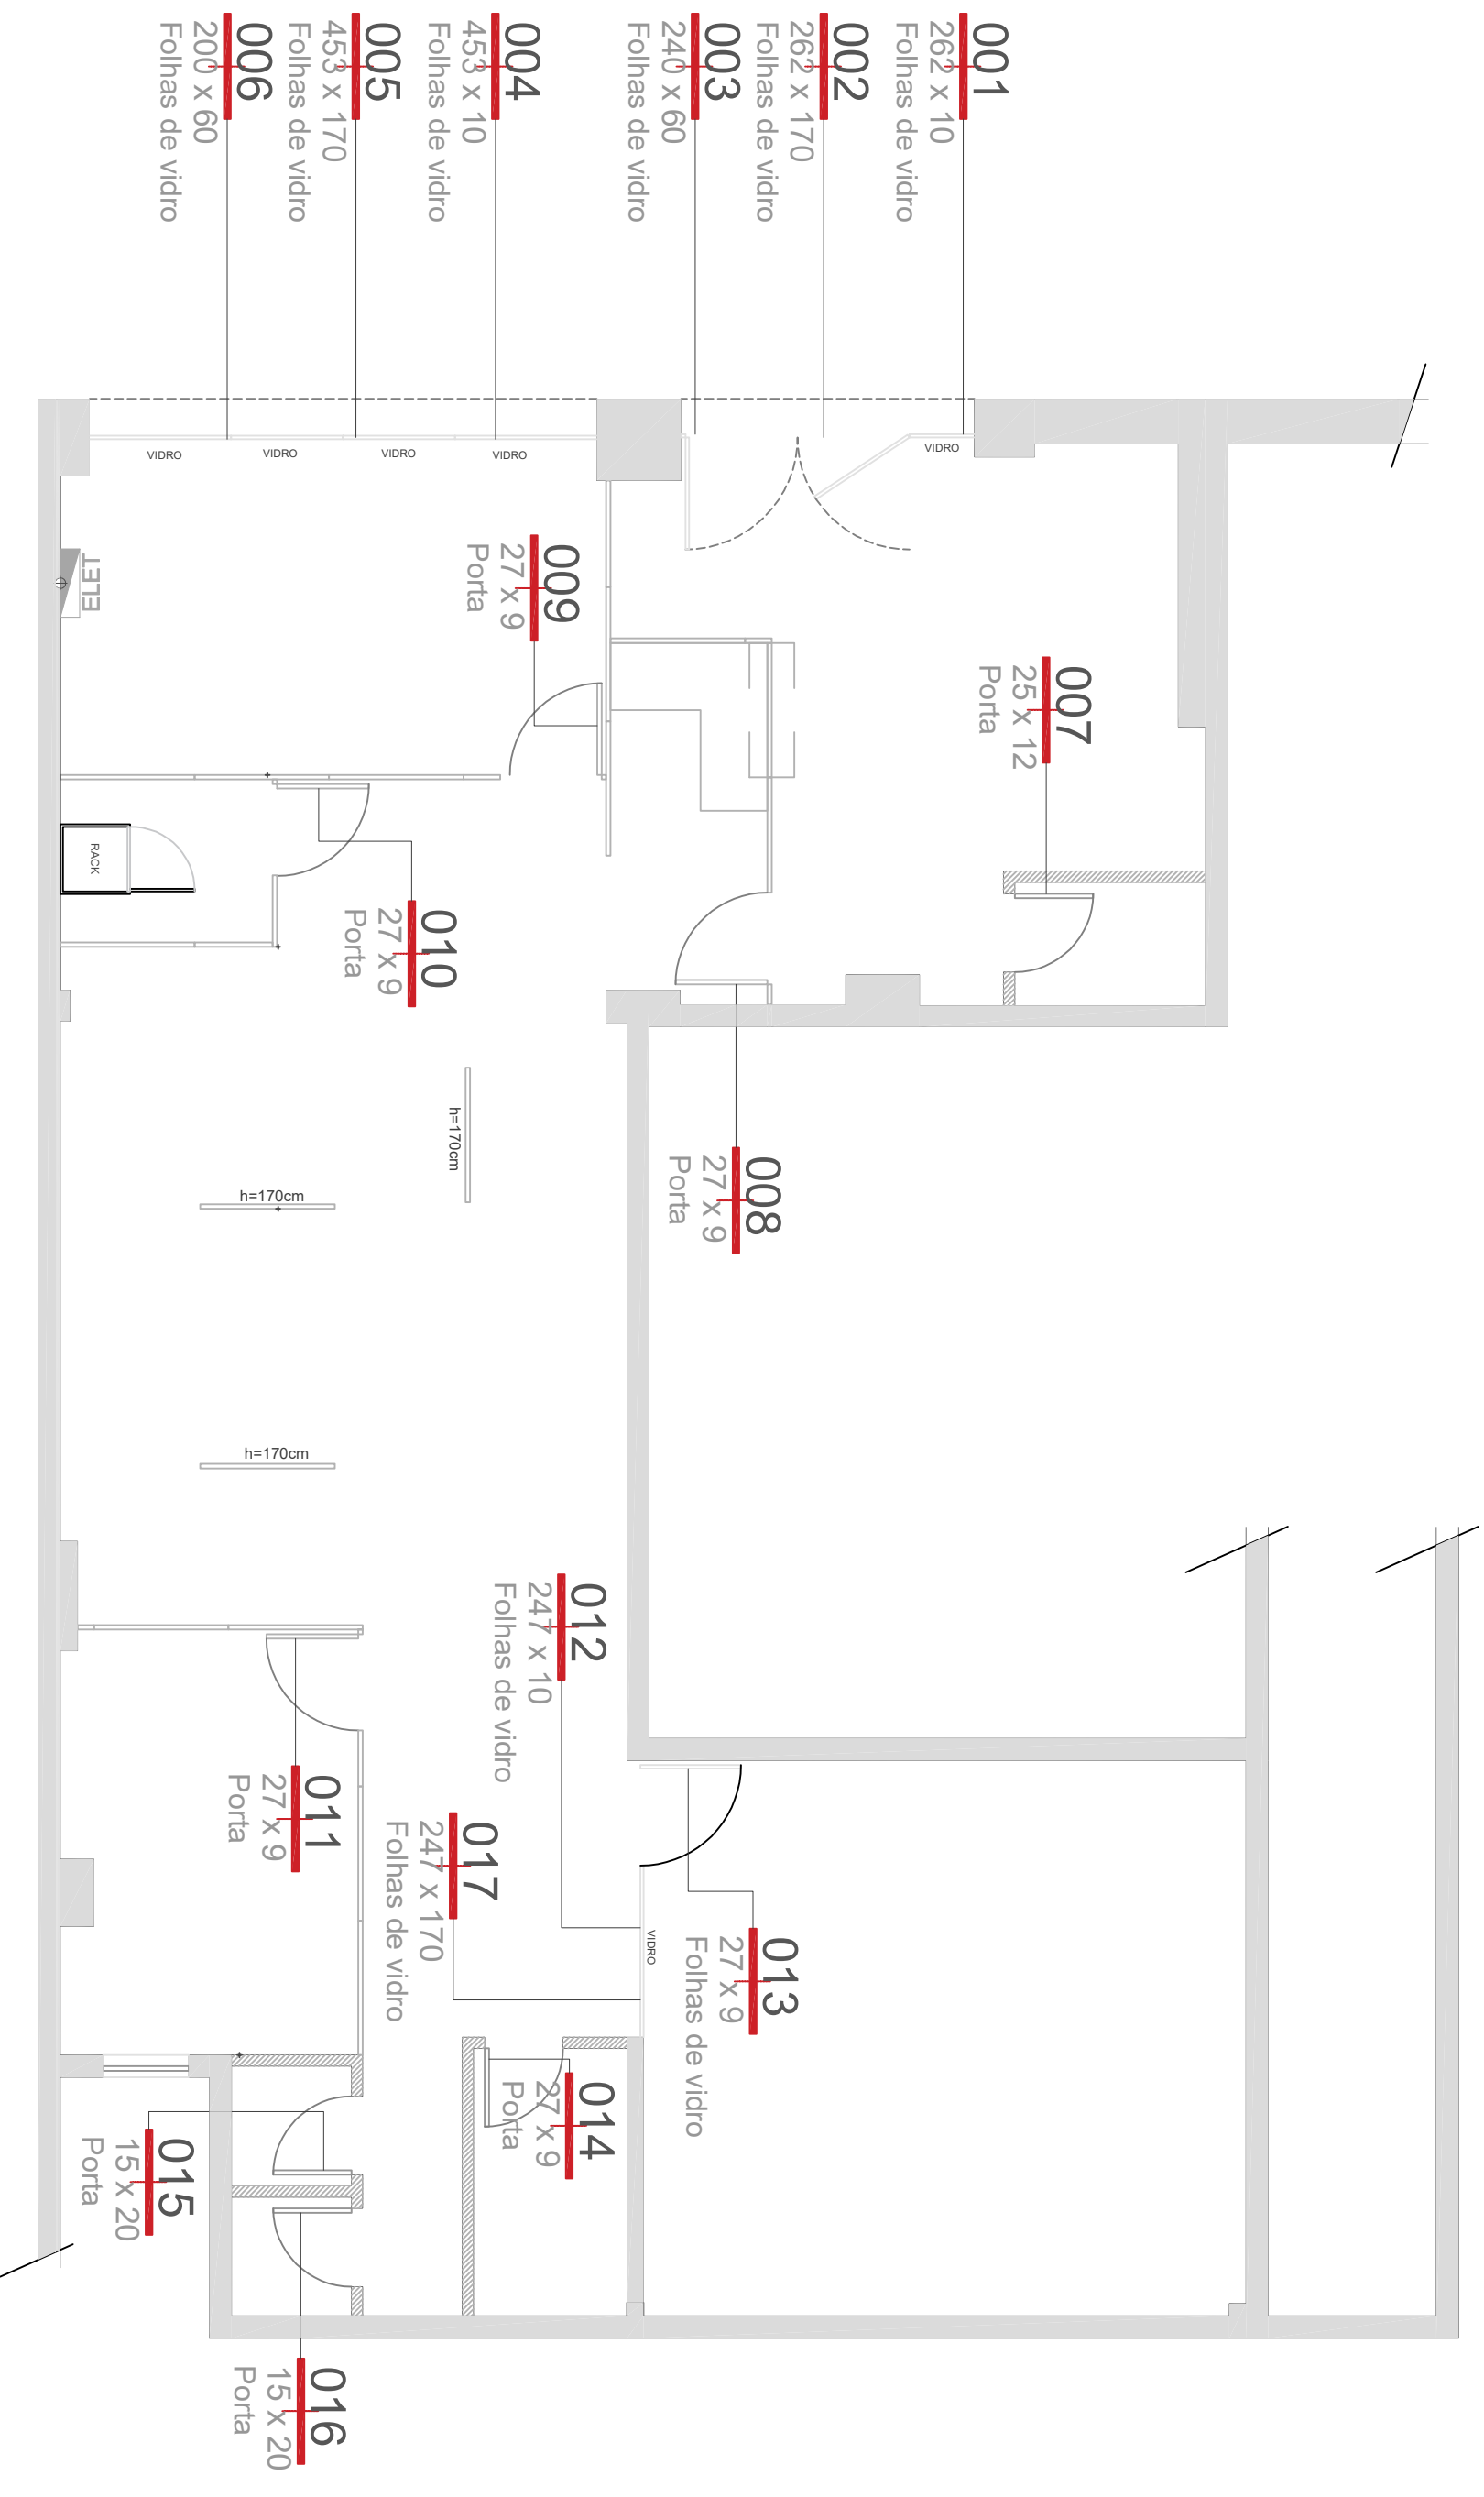 001
262 x 10
Folhas de vidro
002
262 x 170
Folhas de vidro
003
240 x 60
Folhas de vidro
004
453 x 10
Folhas de vidro
005
453 x 170
Folhas de vidro
006
200 x 60
Folhas de vidro
VIDRO
VIDRO
VIDRO
VIDRO
VIDRO
TELE
009
27 x 9
Porta
007
25 x 12
Porta
RACK
010
27 x 9
Porta
008
27 x 9
Porta
h=170cm
h=170cm
h=170cm
012
247 x 10
Folhas de vidro
011
27 x 9
Porta
017
247 x 170
Folhas de vidro
013
27 x 9
Folhas de vidro
VIDRO
014
27 x 9
Porta
015
15 x 20
Porta
016
15 x 20
Porta